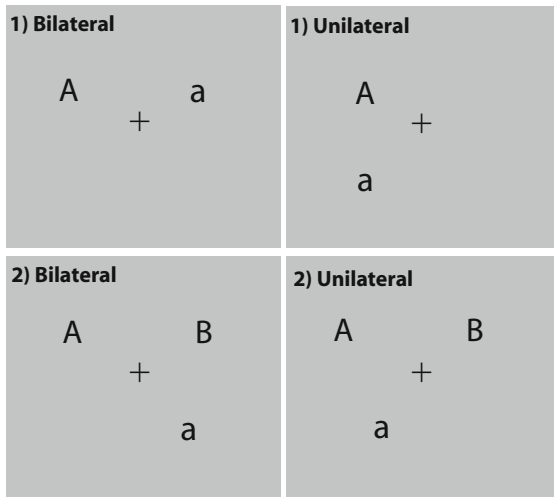 1) Bilateral
A a
+
1) Unilateral
A
+
a
2) Bilateral
A B
+
a
2) Unilateral
A B
+
a